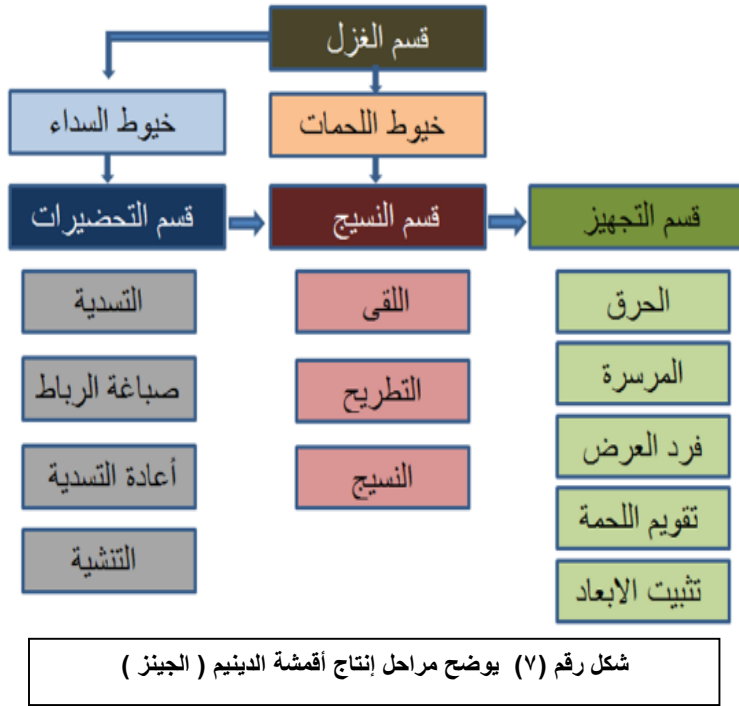 قسم الغزل
خيوط السداء
خيوط اللحمات
قسم التحضيرات
قسم النسيج
قسم التجهيز
التسدية
صباغة الرباط
أعادة التسدية
التنشية
اللقى
التطريح
النسيج
الحرق
المرسرة
فرد العرض
تقويم اللحمة
تثبيت الابعاد
شكل رقم (٧) يوضح مراحل إنتاج أقمشة الدينيم ( الجينز )